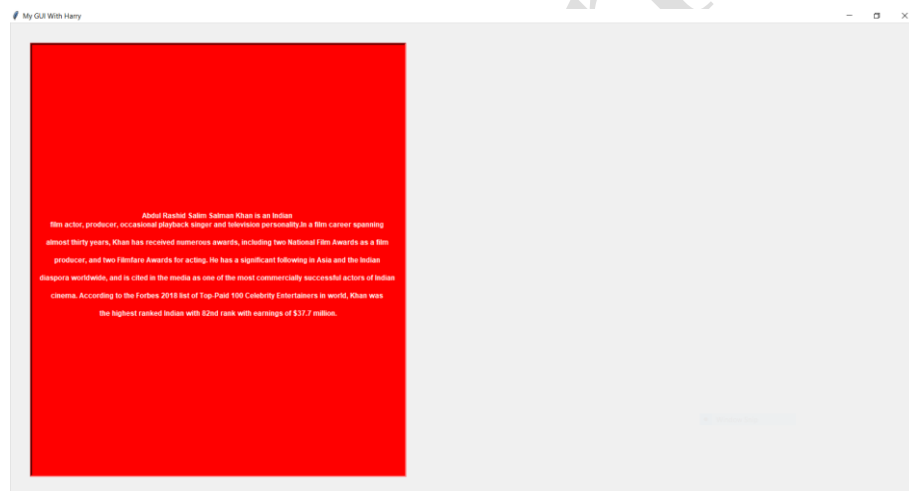 My GUI With Harry
Abdul Rashid Salim Salman Khan is an Indian
film actor, producer, occasional playback singer and television personality.In a film career spanning
almost thirty years, Khan has received numerous awards, including two National Film Awards as a film
producer, and two Filmfare Awards for acting. He has a significant following in Asia and the Indian
diaspora worldwide, and is cited in the media as one of the most commercially successful actors of Indian
cinema. According to the Forbes 2018 list of Top-Paid 100 Celebrity Entertainers in world, Khan was
the highest ranked Indian with 82nd rank with earnings of $37.7 million.